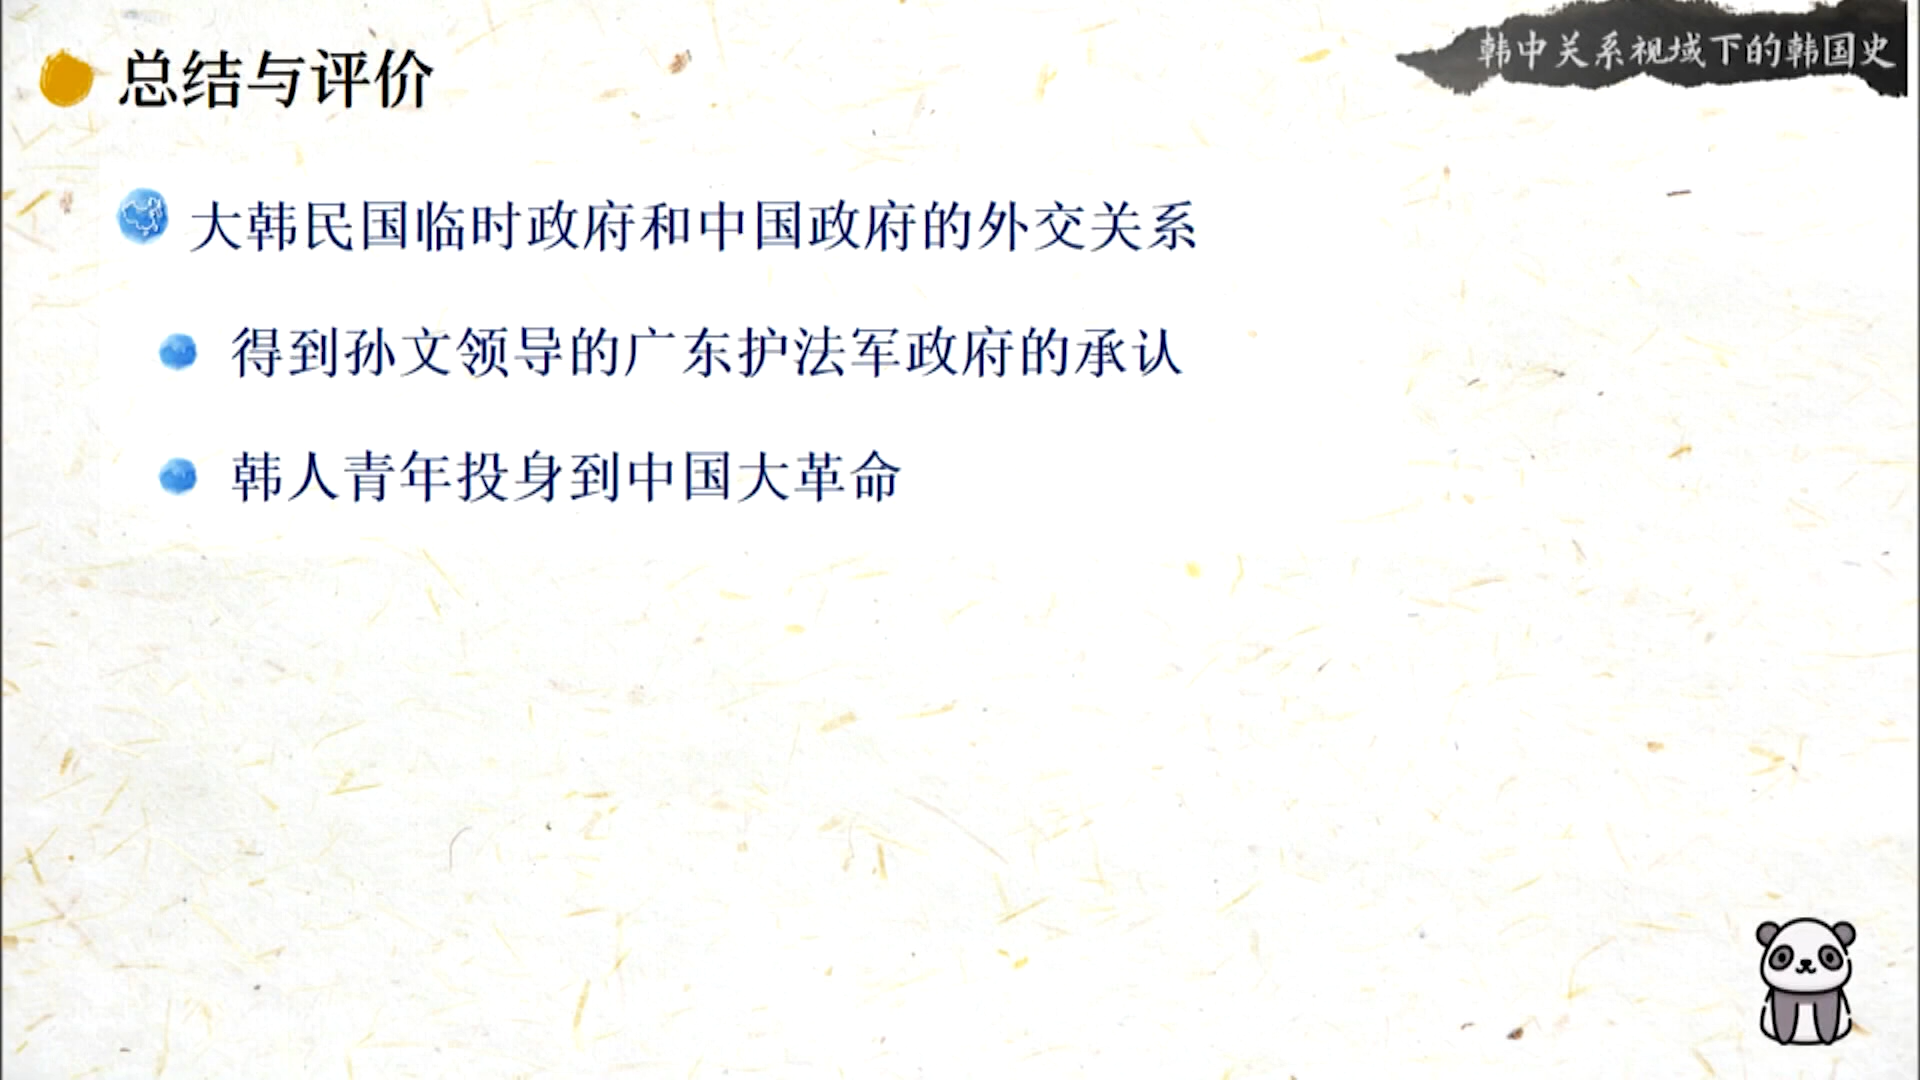 韩中关系视域下的韩国史
总结与评价
大韩民国临时政府和中国政府的外交关系
得到孙文领导的广东护法军政府的承认
韩人青年投身到中国大革命